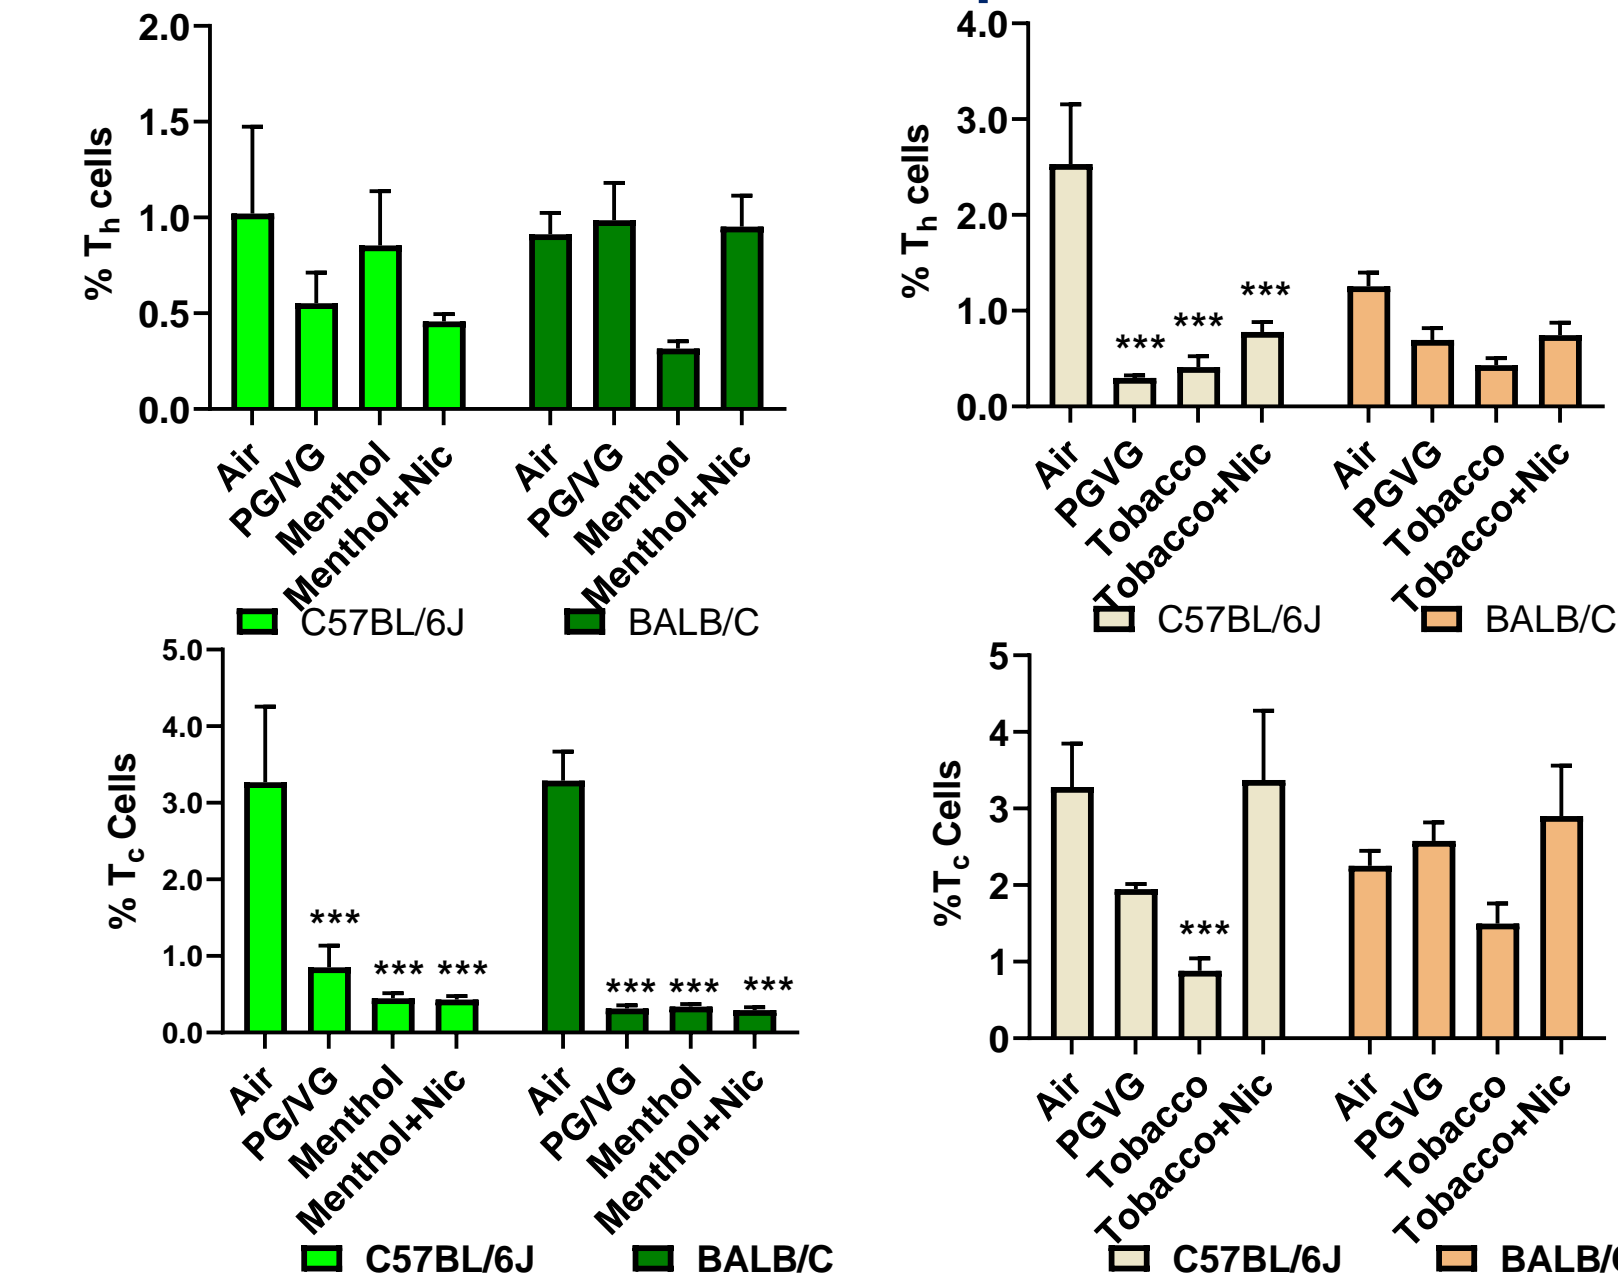 2.0
1.5
1.0
0.5
0.0
% Th cells
Air
PG/VG
Menthol
Menthol+Nic
Air
PG/VG
Menthol
Menthol+Nic
C57BL/6J
BALB/C
4.0
3.0
2.0
1.0
0.0
% Th cells
***
***
***
Air
PGVG
Tobacco
Tobacco+Nic
Air
PGVG
Tobacco
Tobacco+Nic
C57BL/6J
BALB/C
5.0
4.0
3.0
2.0
1.0
0.0
% Tc Cells
***
***
***
***
***
***
Air
PG/VG
Menthol
Menthol+Nic
Air
PG/VG
Menthol
Menthol+Nic
C57BL/6J
BALB/C
5
4
3
2
1
0
%Tc Cells
***
Air
PGVG
Tobacco
Tobacco+Nic
Air
PGVG
Tobacco
Tobacco+Nic
C57BL/6J
BALB/C